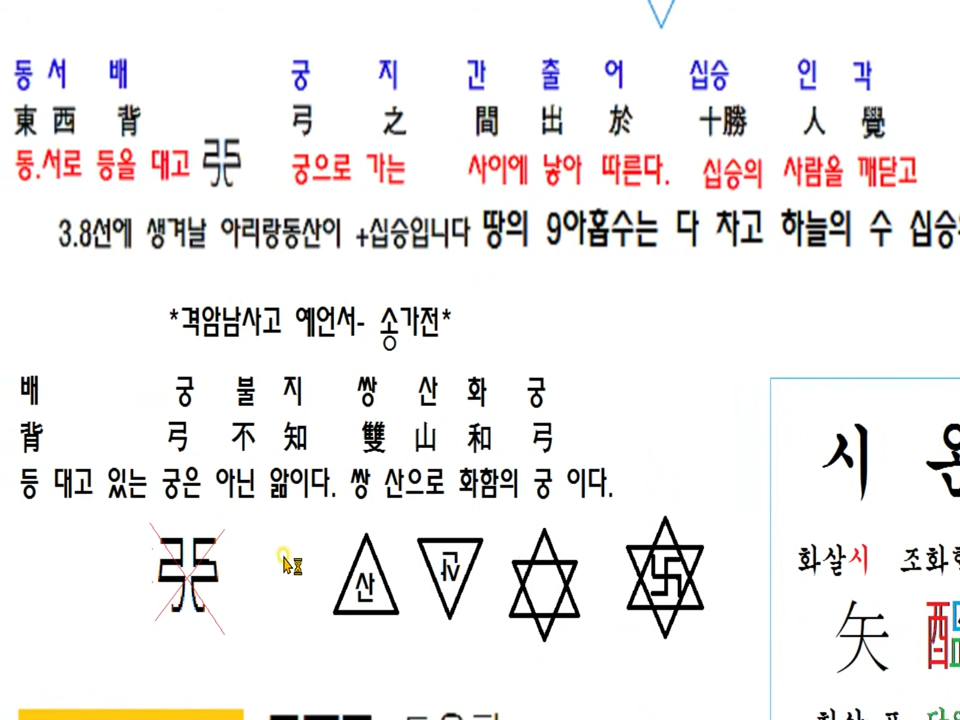 동 서 배 궁 지 간 출 어 십승 인 각
東 西 背 弓 之 間 出 於 十勝 人 覺
동.서로 등을 대고 궁으로 가는 사이에 낳아 따른다. 십승의 사람을 깨닫고
3.8선에 생겨날 아리랑동산이 +십승입니다 땅의 9아홉수는 다 차고 하늘의 수 십승의
*격암남사고 예언서- 송가전*
배 궁 불 지 쌍 산 화 궁
背 弓 不 知 雙 山 和 弓
등 대고 있는 궁은 아닌 앎이다. 쌍 산으로 화함의 궁 이다.
산 산
卐
시 온
화살시 조화
矢